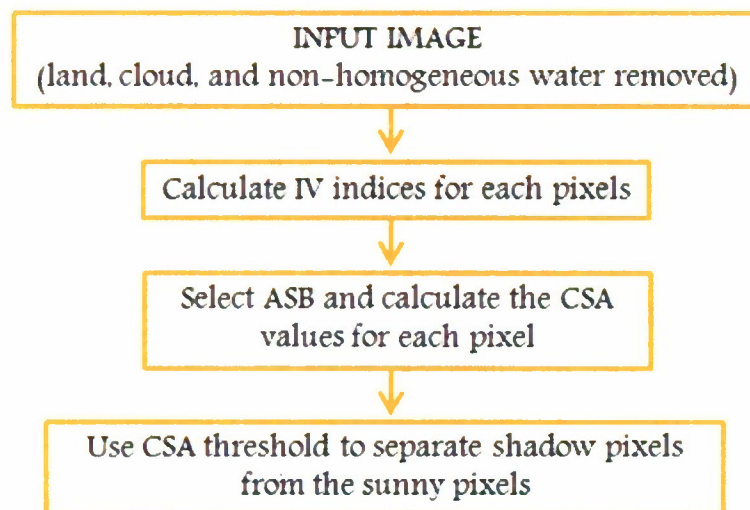 INPUT IMAGE
(land, cloud, and non-homogeneous water removed)
Calculate IV indices for each pixels
Select ASB and calculate the CSA
values for each pixel
Use CSA threshold to separate shadow pixels
from the sunny pixels